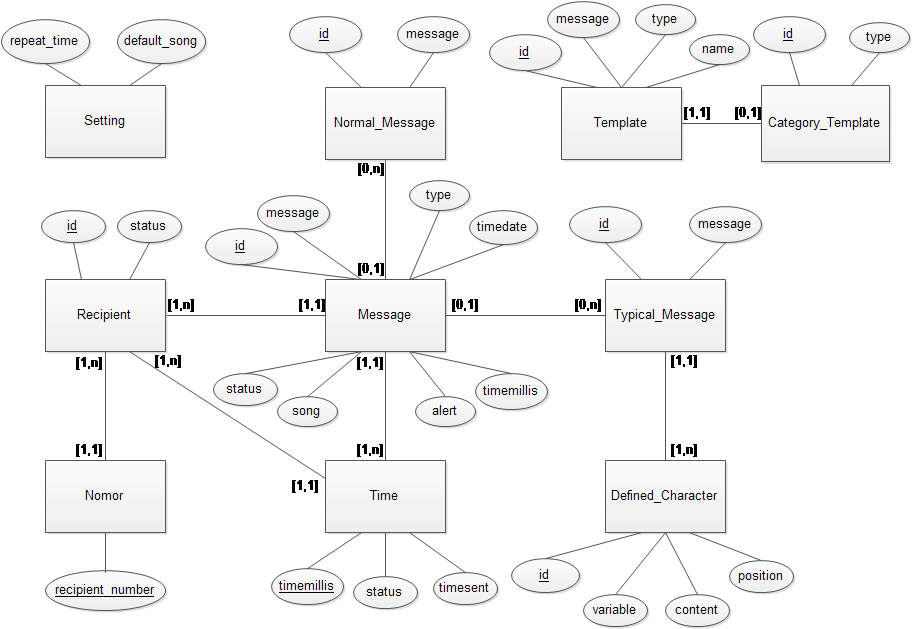 message
type
id
message
repeat_time
default_song
id
type
name
id
Setting
Normal_Message
Template
[1,1]
[0,1]
Category_Template
[0,n]
type
message
id
status
timedate
id
message
id
[0,1]
[1,n]
[1,1]
[0,1]
[0,n]
Recipient
Message
Typical_Message
[1,n]
[1,n]
[1,1]
[1,1]
status
timemillis
song
alert
[1,1]
[1,n]
[1,n]
[1,1]
Nomor
Time
Defined_Character
id
position
recipient_number
timemillis
status
timesent
variable
content